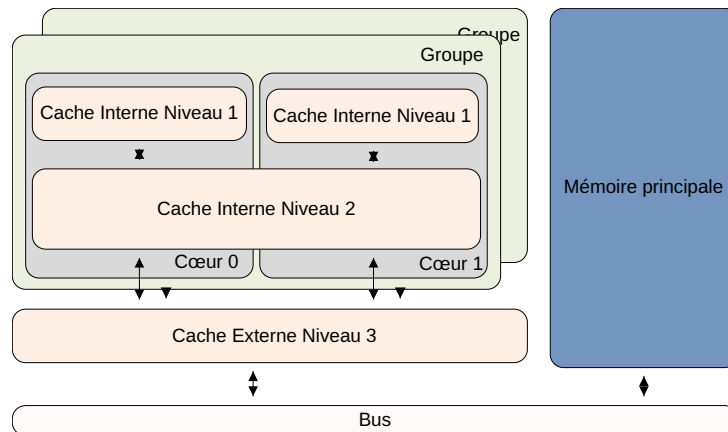 Groupe
Groupe
Cache Interne Niveau 1
Cache Interne Niveau 1
Cache Interne Niveau 2
Cœur 0
Cœur 1
Mémoire principale
Cache Externe Niveau 3
Bus